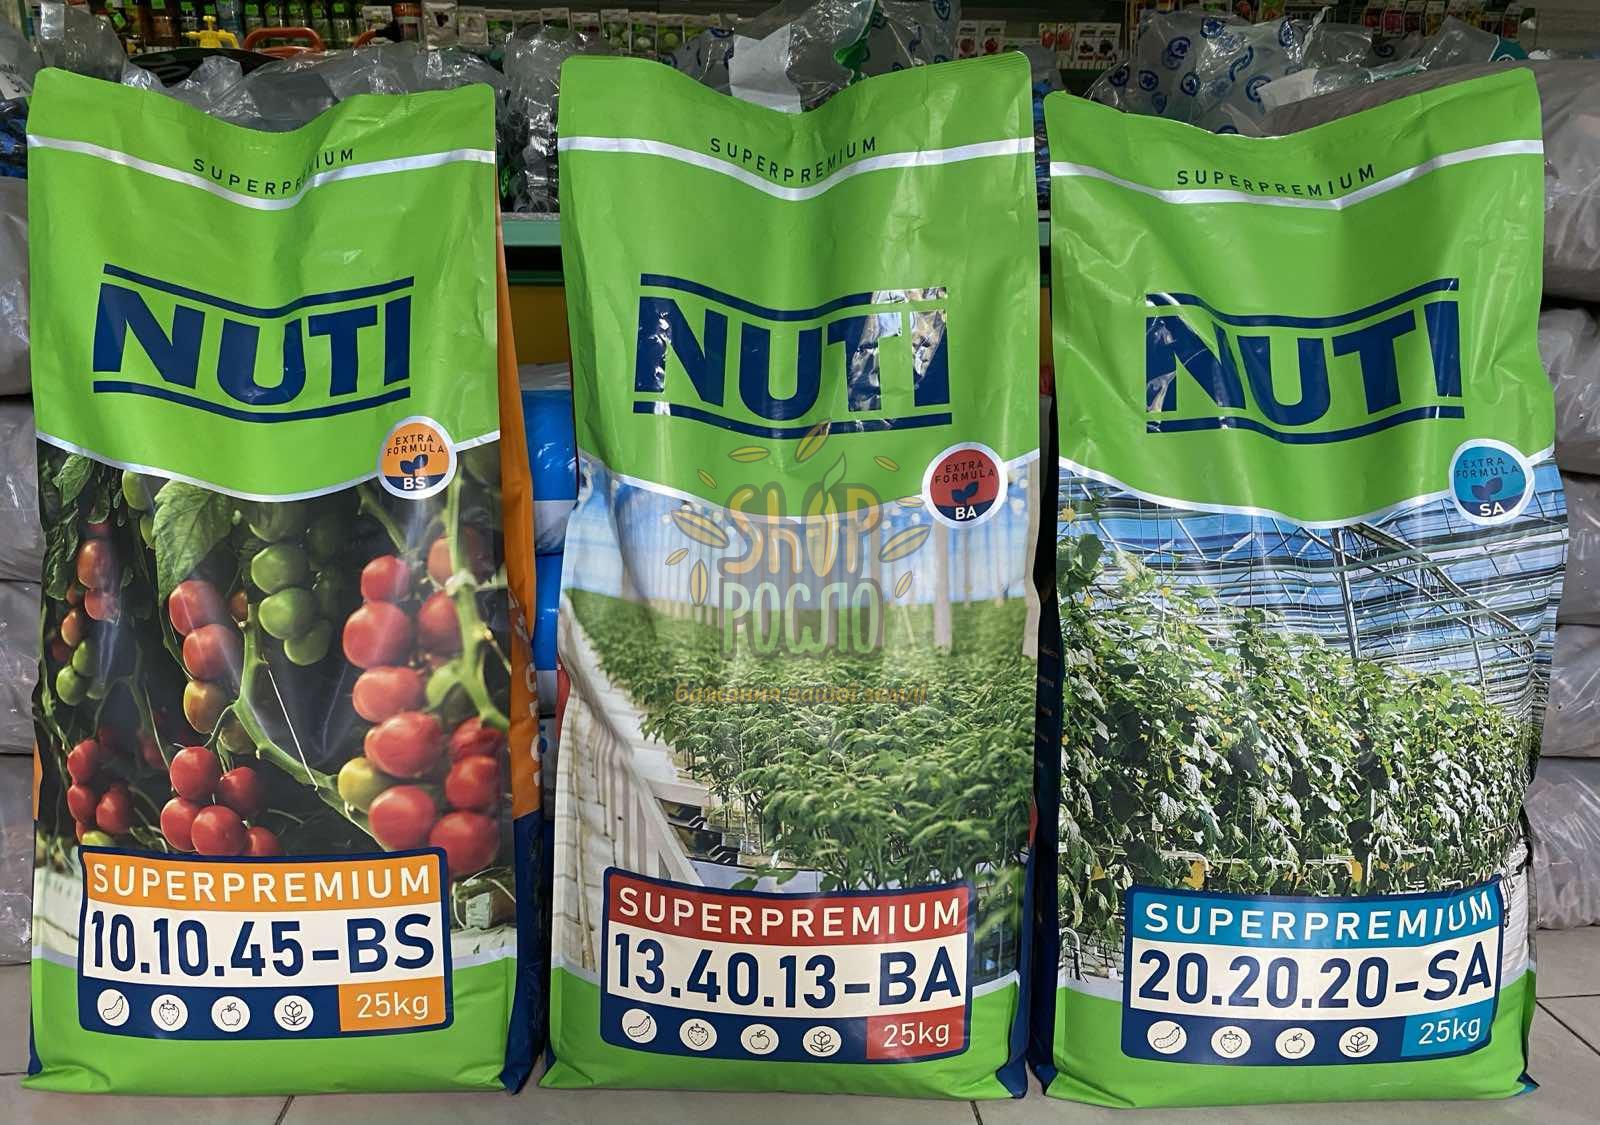 SUPERPREMIUM
NUTI
EXTRA
FORMULA
BS
SUPERPREMIUM
10.10.45-BS
25kg
SUPERPREMIUM
NUTI
EXTRA
FORMULA
BA
SUPERPREMIUM
13.40.13-BA
25kg
SUPERPREMIUM
NUTI
EXTRA
FORMULA
SA
SUPERPREMIUM
20.20.20-SA
25kg
SHOP
РОСЛО
бажання вашої землі